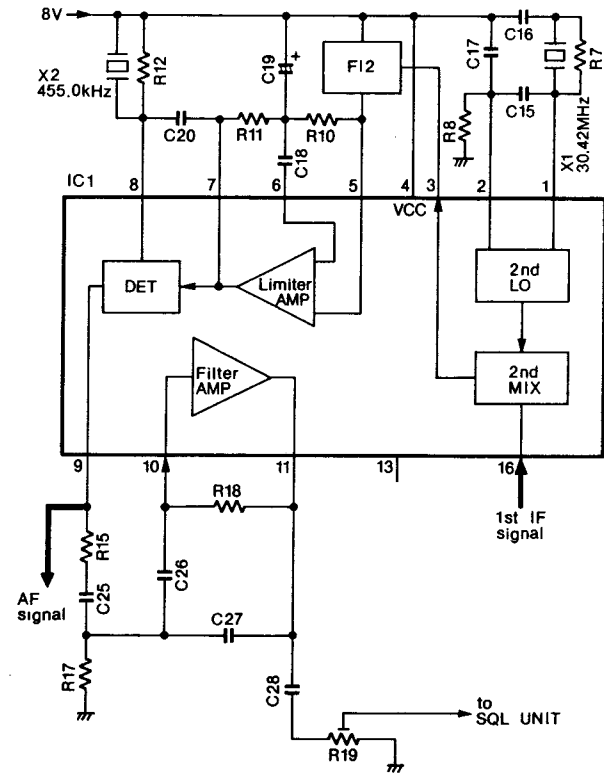 8V
X2
455.0kHz
R12
C20
R11
C19
+
C18
R10
FI2
C17
C16
R7
R8
C15
X1
30.42MHz
IC1
8
7
6
5
4
3
2
1
VCC
DET
Limiter
AMP
2nd
LO
Filter
AMP
2nd
MIX
9
10
11
13
16
1st IF
signal
R18
R15
C26
C25
AF
signal
C27
R17
C28
R19
to
SQL UNIT